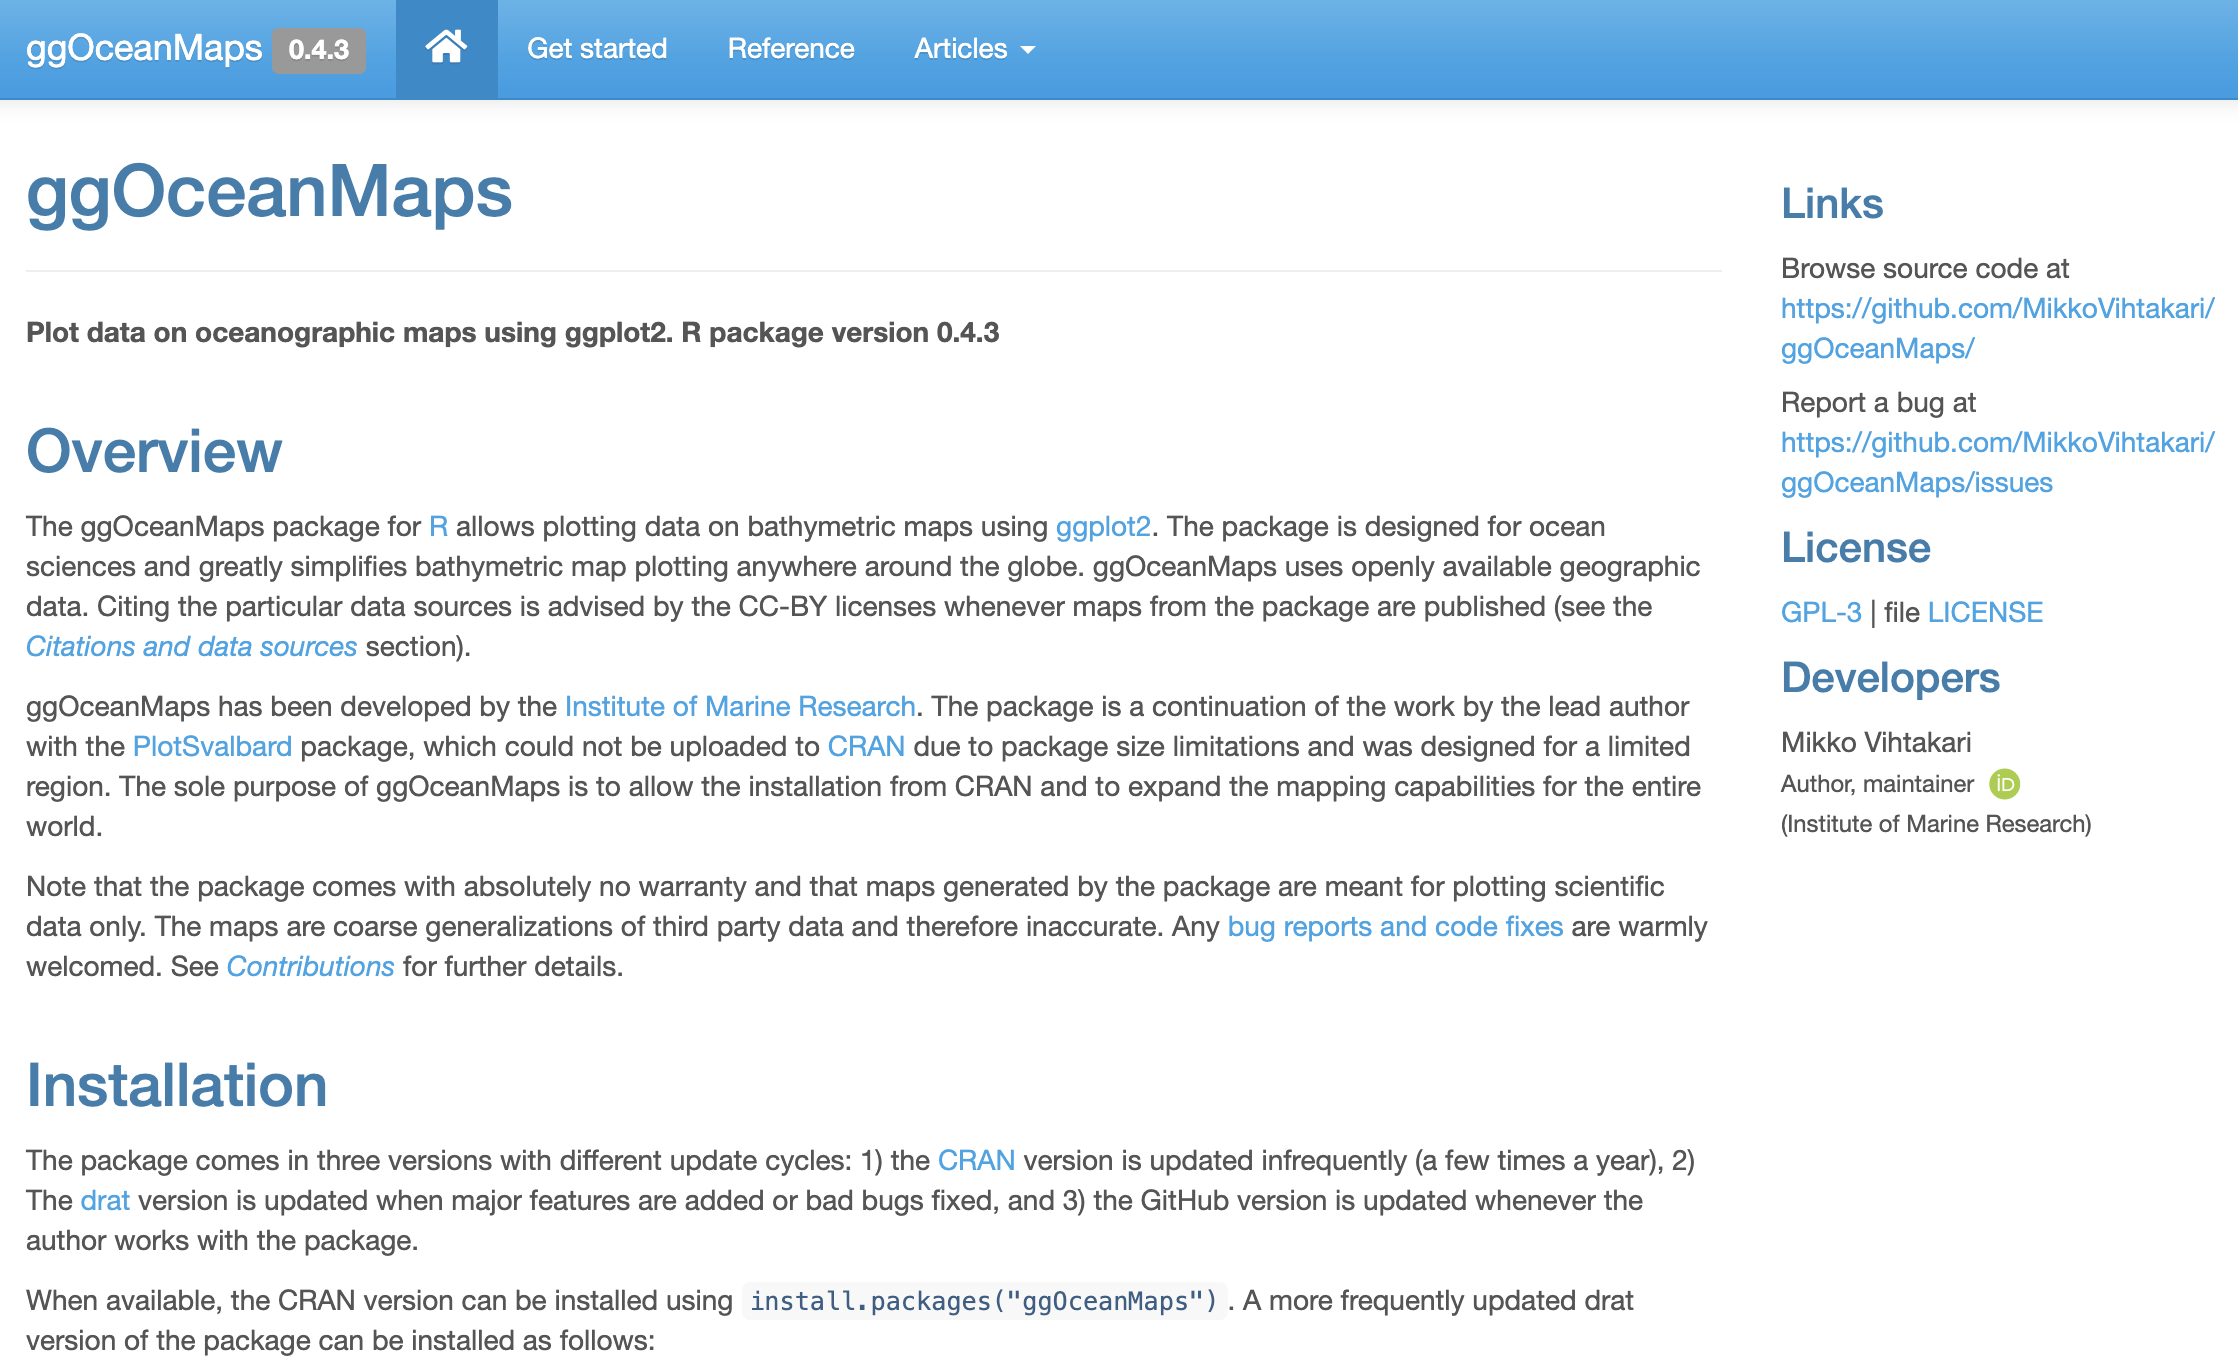 ggOceanMaps 0.4.3 Get started Reference Articles
ggOceanMaps
Plot data on oceanographic maps using ggplot2. R package version 0.4.3
Overview
The ggOceanMaps package for R allows plotting data on bathymetric maps using ggplot2. The package is designed for ocean
sciences and greatly simplifies bathymetric map plotting anywhere around the globe. ggOceanMaps uses openly available geographic
data. Citing the particular data sources is advised by the CC-BY licenses whenever maps from the package are published (see the
Citations and data sources section).
ggOceanMaps has been developed by the Institute of Marine Research. The package is a continuation of the work by the lead author
with the PlotSvalbard package, which could not be uploaded to CRAN due to package size limitations and was designed for a limited
region. The sole purpose of ggOceanMaps is to allow the installation from CRAN and to expand the mapping capabilities for the entire
world.
Note that the package comes with absolutely no warranty and that maps generated by the package are meant for plotting scientific
data only. The maps are coarse generalizations of third party data and therefore inaccurate. Any bug reports and code fixes are warmly
welcomed. See Contributions for further details.
Installation
The package comes in three versions with different update cycles: 1) the CRAN version is updated infrequently (a few times a year), 2)
The drat version is updated when major features are added or bad bugs fixed, and 3) the GitHub version is updated whenever the
author works with the package.
When available, the CRAN version can be installed using install.packages("ggOceanMaps") . A more frequently updated drat
version of the package can be installed as follows:
Links
Browse source code at
https://github.com/MikkoVihtakari/
ggOceanMaps/
Report a bug at
https://github.com/MikkoVihtakari/
ggOceanMaps/issues
License
GPL-3 | file LICENSE
Developers
Mikko Vihtakari
Author, maintainer iD
(Institute of Marine Research)